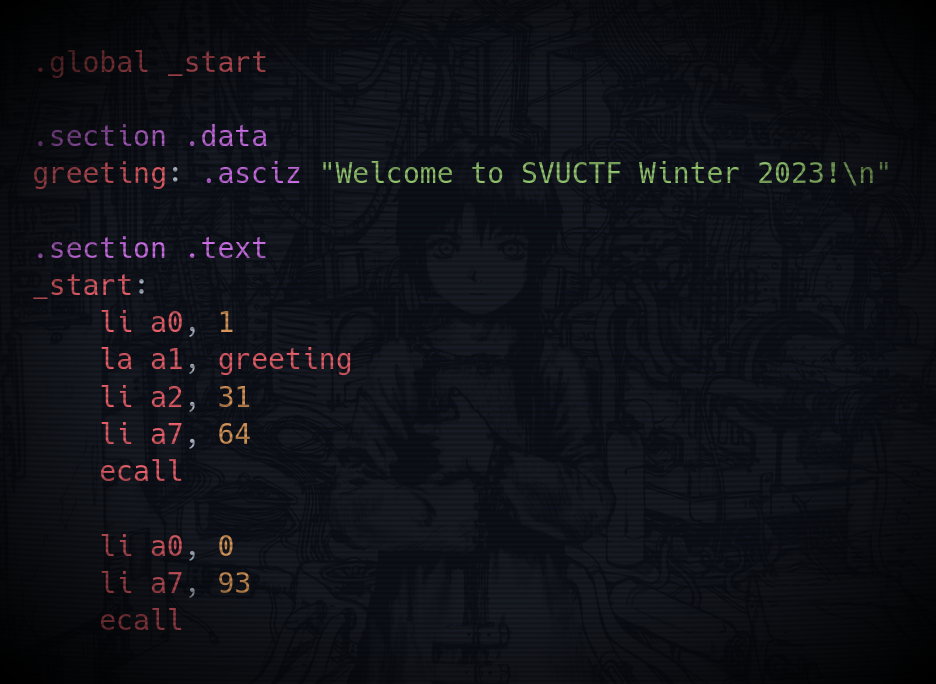 .global _start
.section .data
greeting: .asciz "Welcome to SVUCTF Winter 2023!\n"
.section .text
_start:
li a0, 1
la a1, greeting
li a2, 31
li a7, 64
ecall
li a0, 0
li a7, 93
ecall